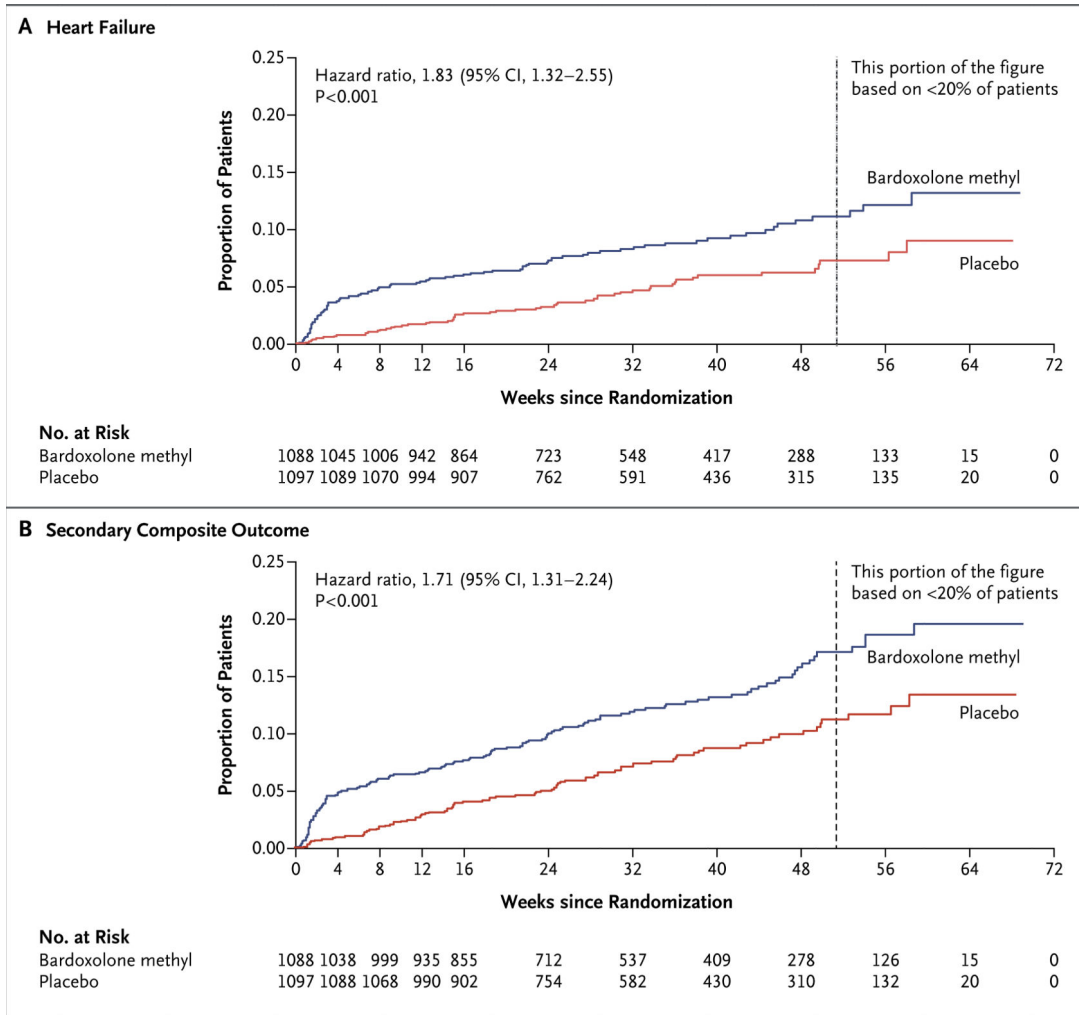 A Heart Failure
0.25
Hazard ratio, 1.83 (95% CI, 1.32–2.55)
P<0.001
This portion of the figure
based on <20% of patients
0.20
0.15
0.10
0.05
0.00
Proportion of Patients
Bardoxolone methyl
Placebo
0 4 8 12 16 24 32 40 48 56 64 72
Weeks since Randomization
No. at Risk
Bardoxolone methyl 1088 1045 1006 942 864 723 548 417 288 133 15 0
Placebo 1097 1089 1070 994 907 762 591 436 315 135 20 0
B Secondary Composite Outcome
0.25
Hazard ratio, 1.71 (95% CI, 1.31–2.24)
P<0.001
This portion of the figure
based on <20% of patients
0.20
0.15
0.10
0.05
0.00
Proportion of Patients
Bardoxolone methyl
Placebo
0 4 8 12 16 24 32 40 48 56 64 72
Weeks since Randomization
No. at Risk
Bardoxolone methyl 1088 1038 999 935 855 712 537 409 278 126 15 0
Placebo 1097 1088 1068 990 902 754 582 430 310 132 20 0